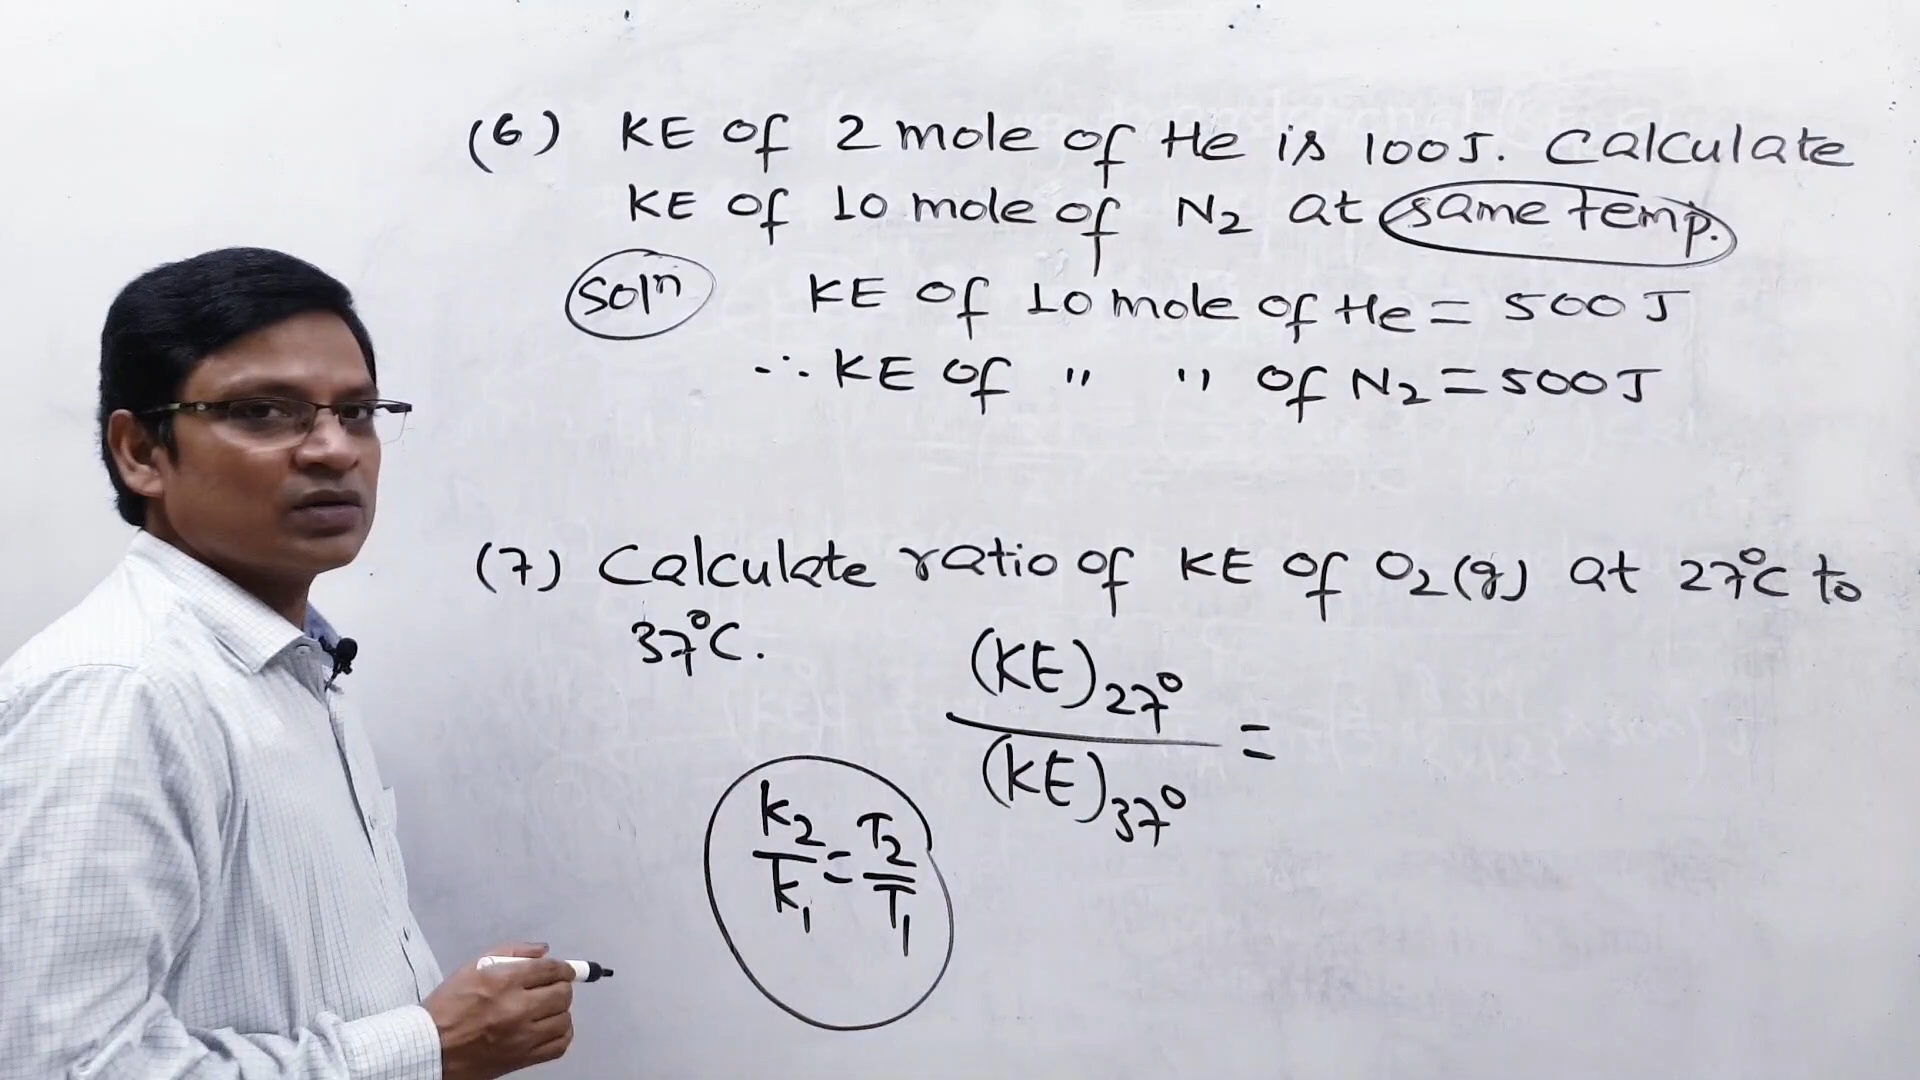 (6) KE of 2 mole of He is 100J. Calculate
KE of 10 mole of N₂ at same temp.
Solⁿ KE of 10 mole of He = 500 J
∴ KE of " " of N₂ = 500J
(7) Calculate ratio of KE of O₂(g) at 27°C to
37°C.
(KE)₂₇° / (KE)₃₇° =
K₂/K₁ = T₂/T₁